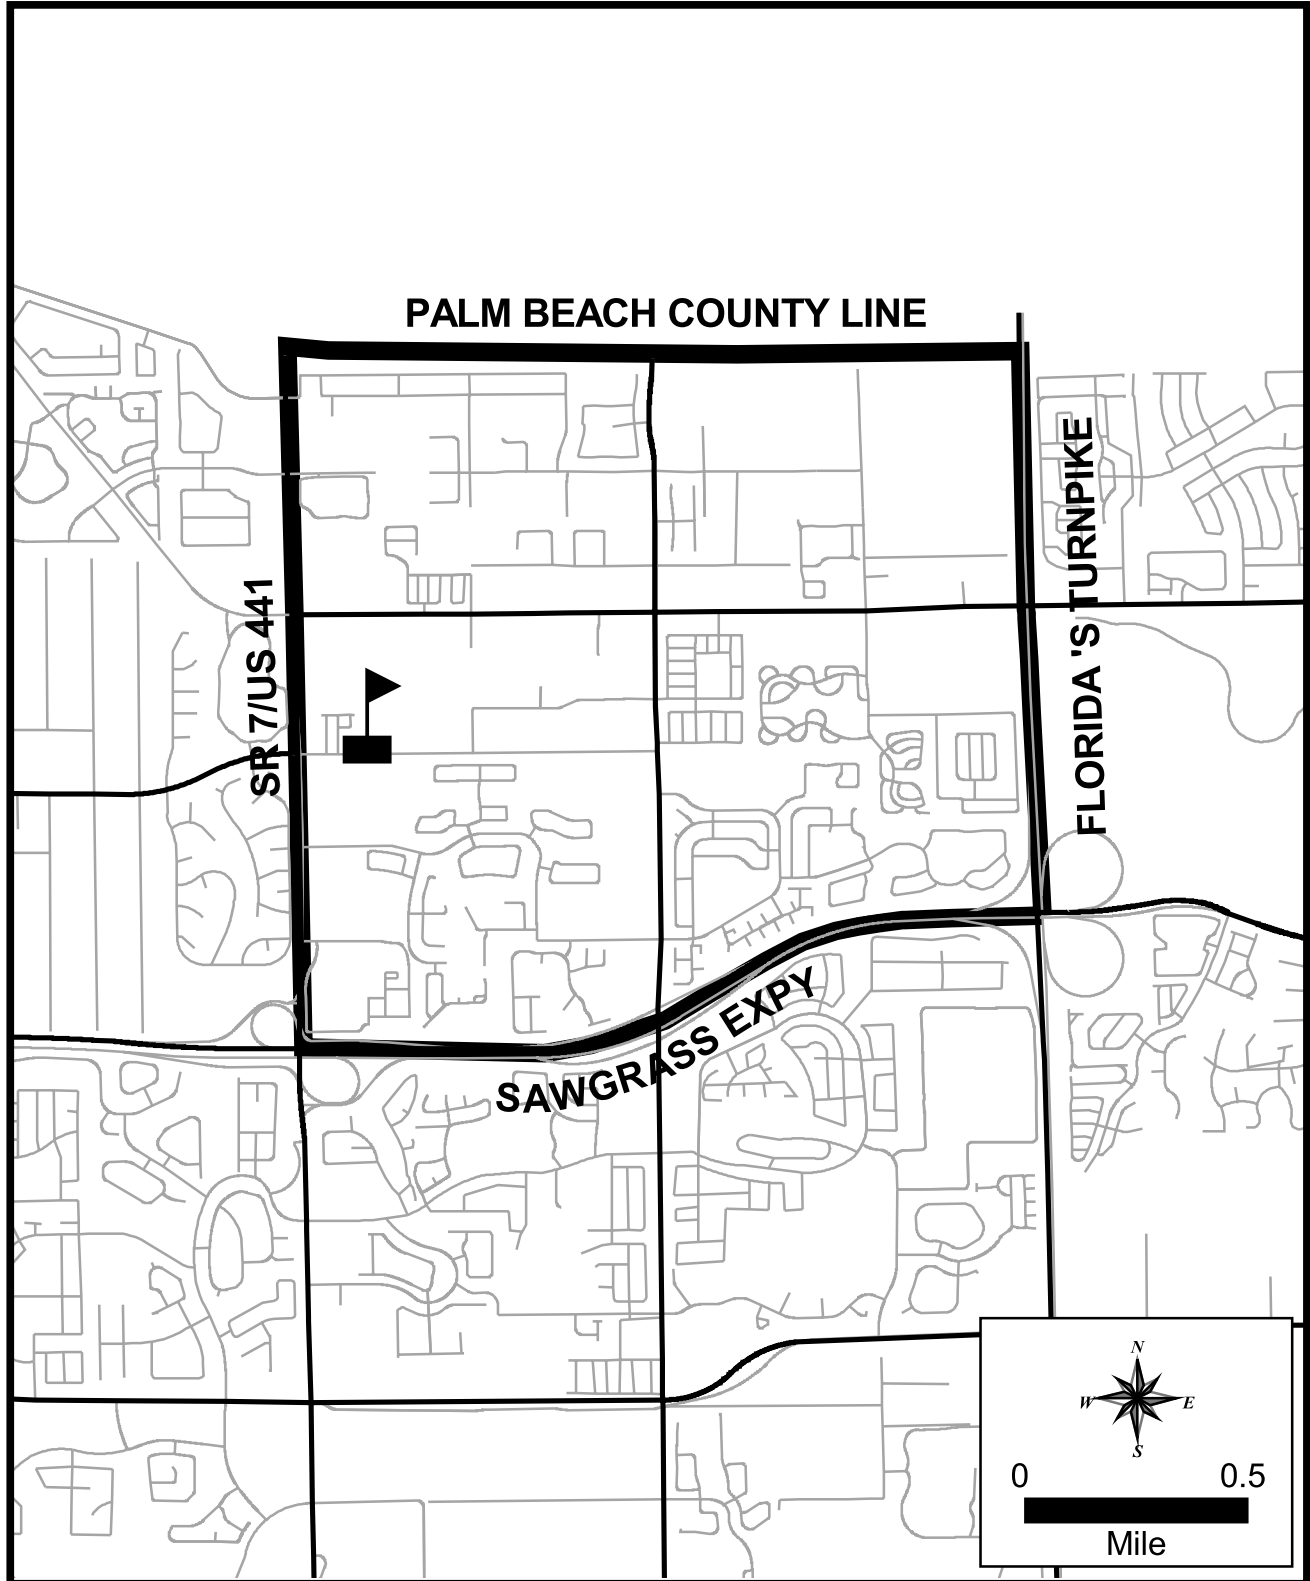 PALM BEACH COUNTY LINE
SR 7/US 441
FLORIDA 'S TURNPIKE
SAWGRASS EXPY
N
W E
S
0 0.5
Mile